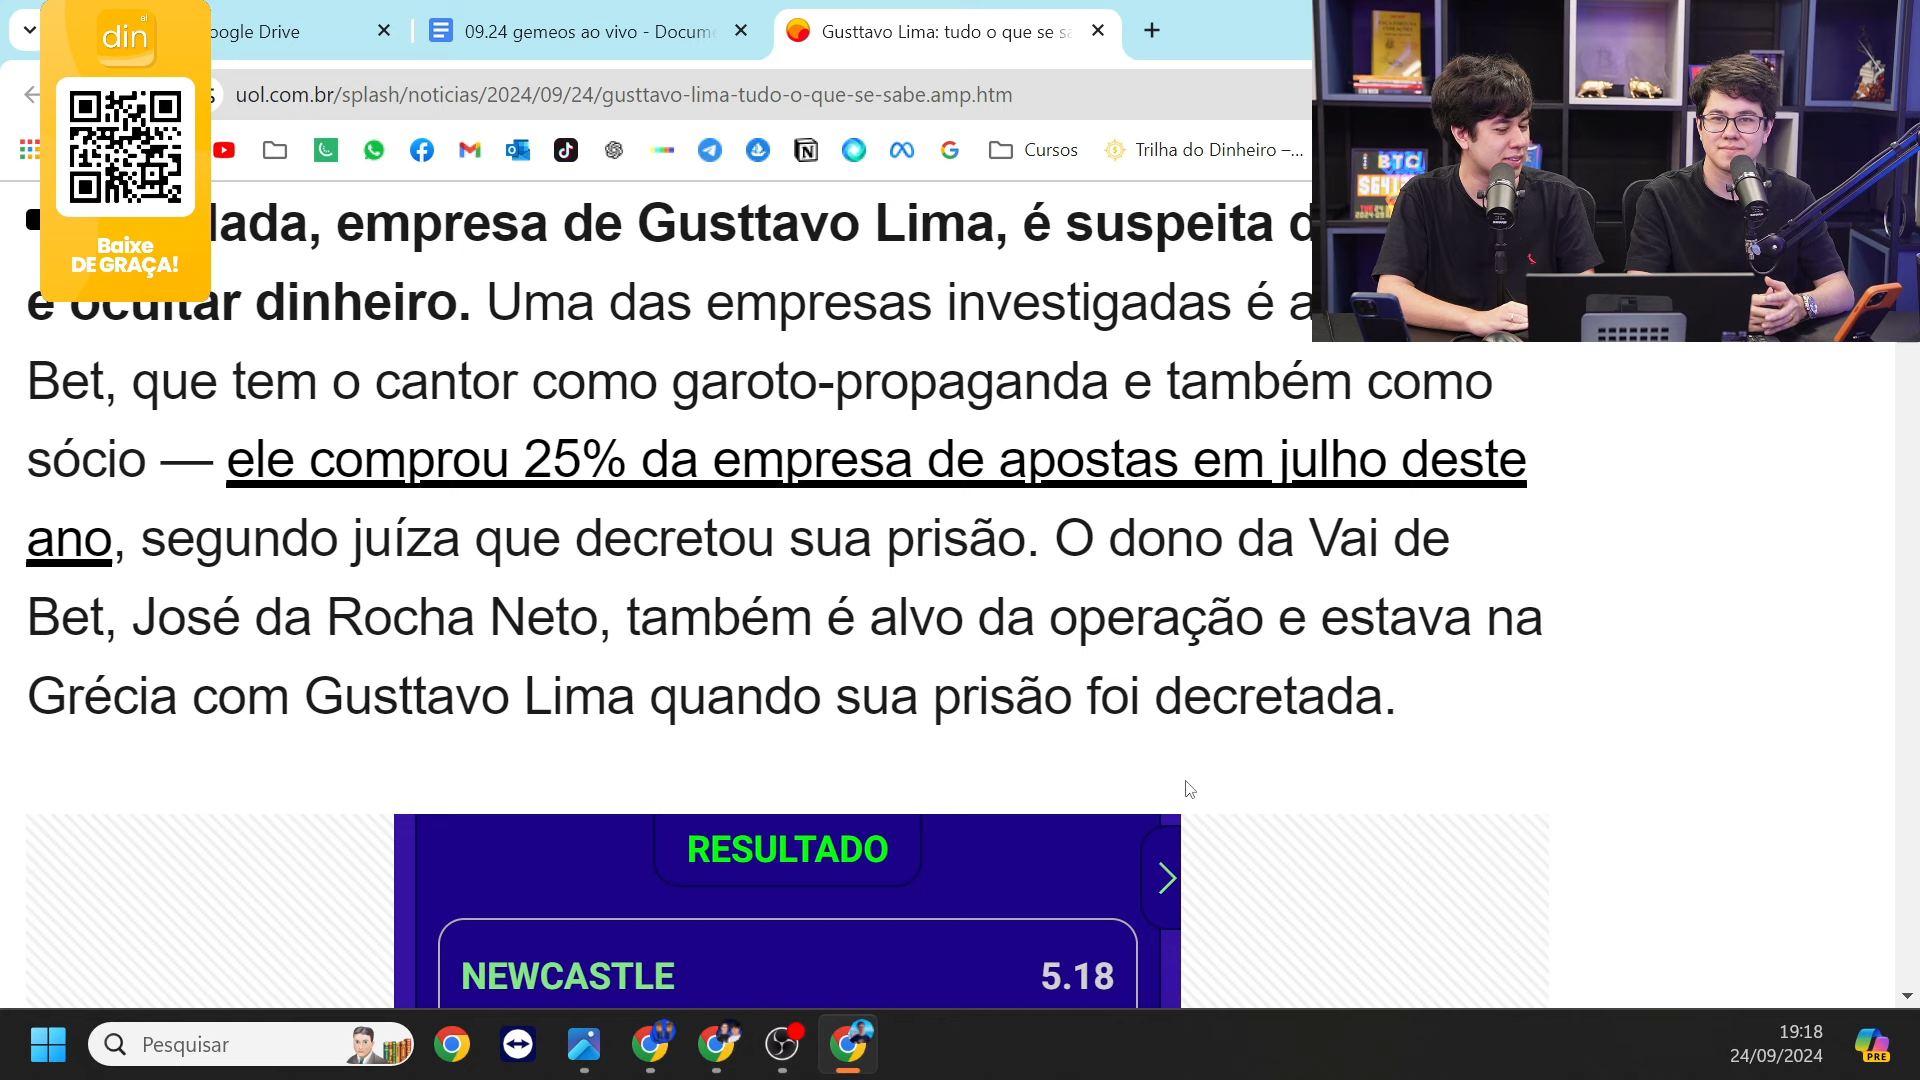 oogle Drive
09.24 gemeos ao vivo - Docume
Gusttavo Lima: tudo o que se sa
uol.com.br/splash/noticias/2024/09/24/gusttavo-lima-tudo-o-que-se-sabe.amp.htm
Cursos
Trilha do Dinheiro –...
din
al
Baixe
DE GRAÇA!
BTC
lada, empresa de Gusttavo Lima, é suspeita d
e ocultar dinheiro. Uma das empresas investigadas é a
Bet, que tem o cantor como garoto-propaganda e também como
sócio — ele comprou 25% da empresa de apostas em julho deste
ano, segundo juíza que decretou sua prisão. O dono da Vai de
Bet, José da Rocha Neto, também é alvo da operação e estava na
Grécia com Gusttavo Lima quando sua prisão foi decretada.
RESULTADO
NEWCASTLE 5.18
Pesquisar
19:18
24/09/2024
PRE